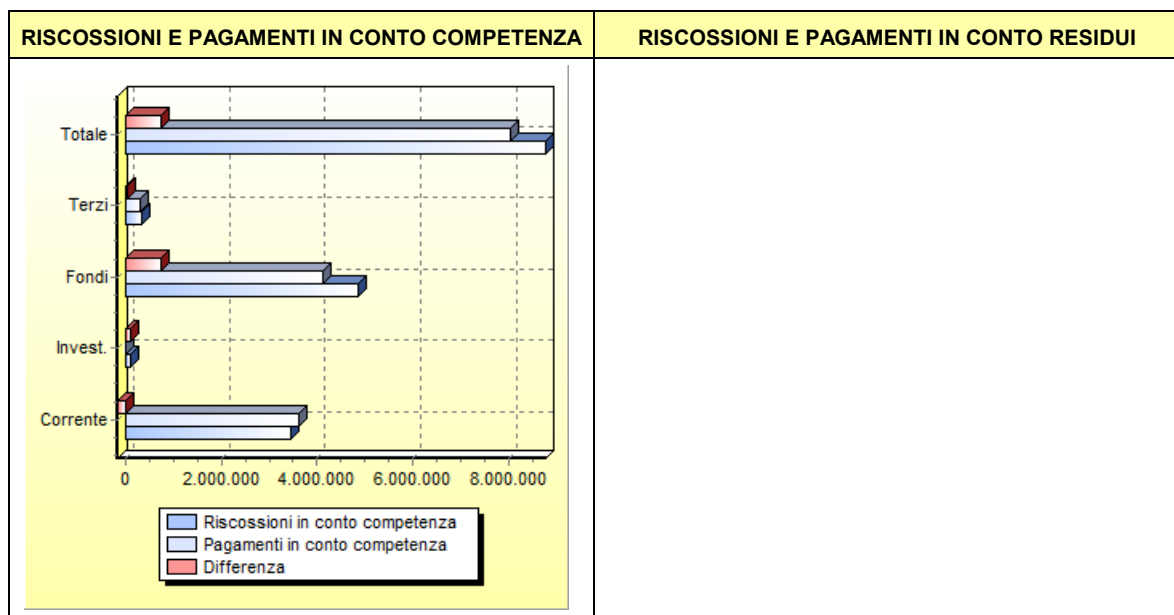 RISCOSSIONI E PAGAMENTI IN CONTO COMPETENZA
RISCOSSIONI E PAGAMENTI IN CONTO RESIDUI
Totale
Terzi
Fondi
Invest.
Corrente
0 2.000.000 4.000.000 6.000.000 8.000.000
Riscossioni in conto competenza
Pagamenti in conto competenza
Differenza